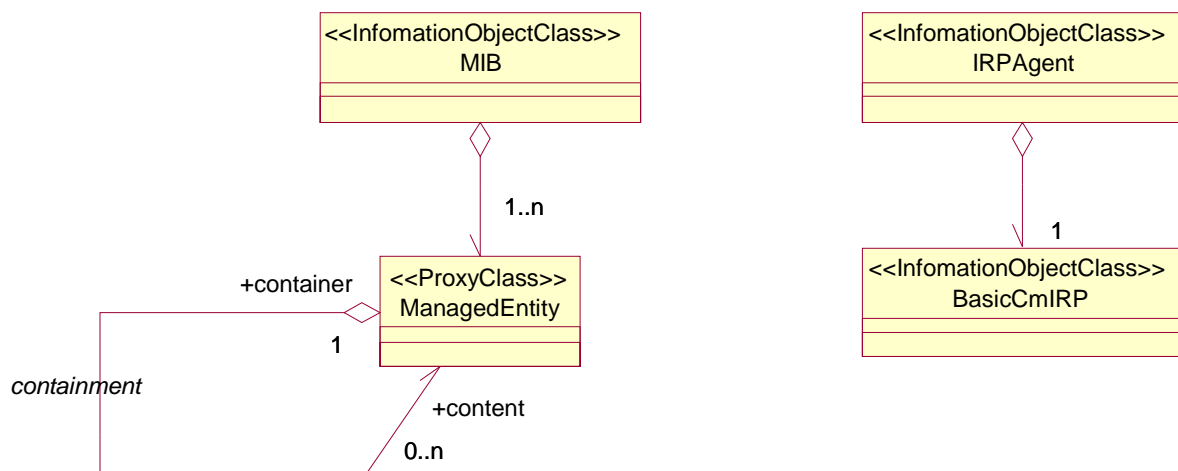 <<InfomationObjectClass>>
MIB
<<InfomationObjectClass>>
IRPAgent
1..n
1
<<ProxyClass>>
ManagedEntity
<<InfomationObjectClass>>
BasicCmIRP
+container
1
containment
+content
0..n